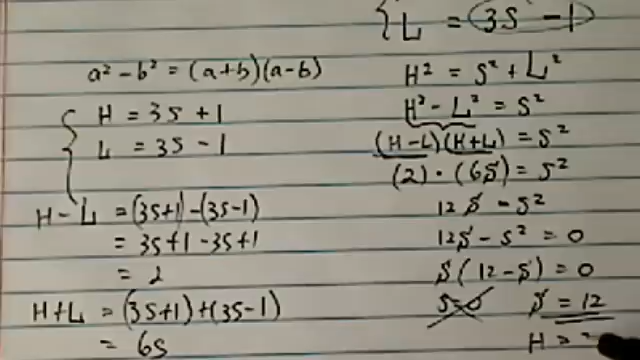 { L = 3S - 1
a² - b² = (a+b)(a-b)
H² = S² + L²
{ H = 3S + 1
L = 3S - 1
H² - L² = S²
(H-L)(H+L) = S²
(2) · (6S) = S²
H - L = (3S+1) - (3S-1)
= 3S+1 - 3S+1
= 2
12S - S²
12S - S² = 0
S(12-S) = 0
H+L = (3S+1) + (3S-1)
= 6S
S=0 S = 12
H =